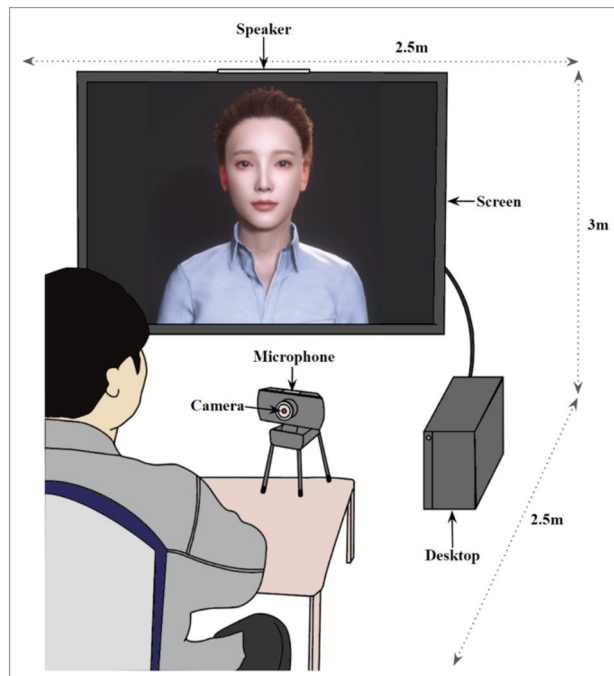 Speaker
2.5m
Screen
3m
Microphone
Camera
2.5m
Desktop